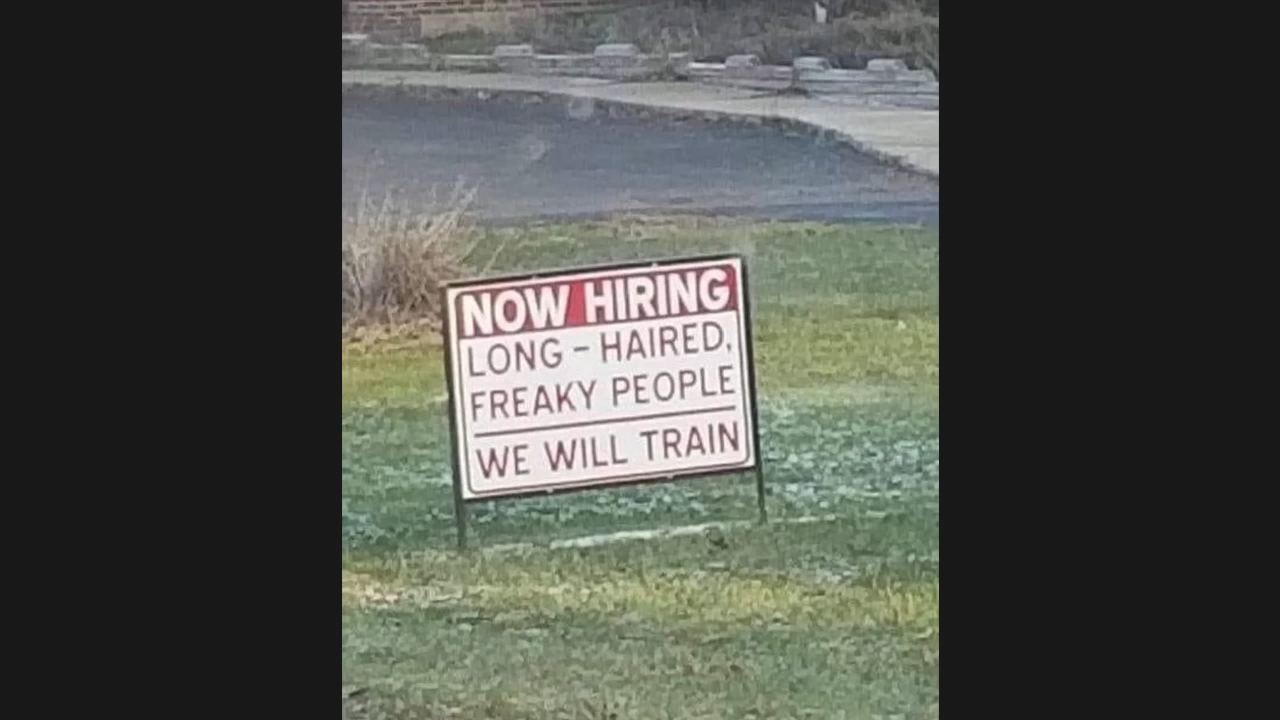 NOW HIRING
LONG - HAIRED,
FREAKY PEOPLE
WE WILL TRAIN